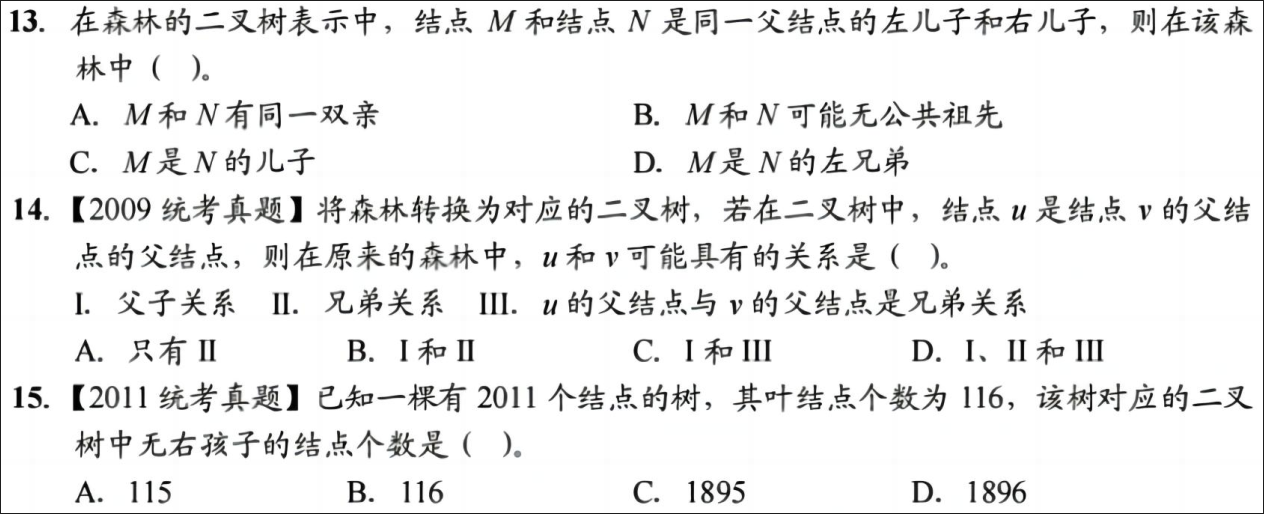 13. 在森林的二叉树表示中，结点 M 和结点 N 是同一父结点的左儿子和右儿子，则在该森
林中（ ）。
A. M 和 N 有同一双亲 B. M 和 N 可能无公共祖先
C. M 是 N 的儿子 D. M 是 N 的左兄弟
14. 【2009 统考真题】将森林转换为对应的二叉树，若在二叉树中，结点 u 是结点 v 的父结
点的父结点，则在原来的森林中，u 和 v 可能具有的关系是（ ）。
I. 父子关系 II. 兄弟关系 III. u 的父结点与 v 的父结点是兄弟关系
A. 只有 II B. I 和 II C. I 和 III D. I、II 和 III
15. 【2011 统考真题】已知一棵有 2011 个结点的树，其叶结点个数为 116，该树对应的二叉
树中无右孩子的结点个数是（ ）。
A. 115 B. 116 C. 1895 D. 1896